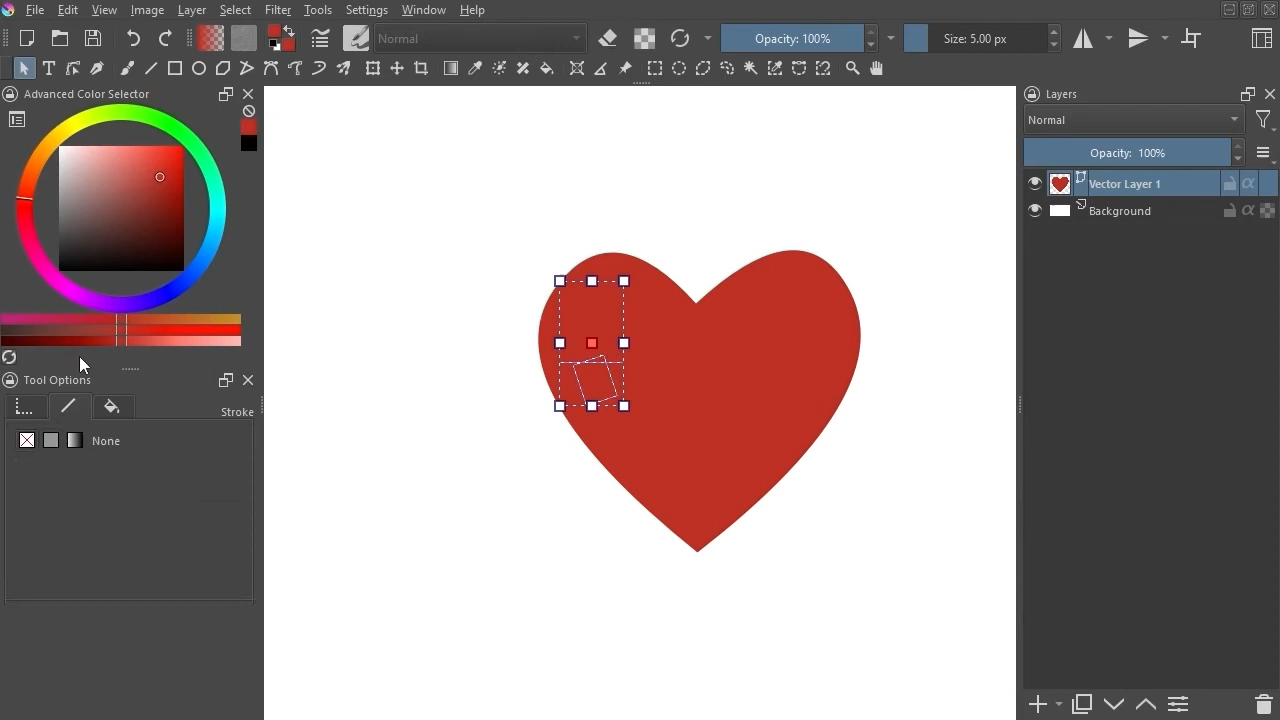 File Edit View Image Layer Select Filter Tools Settings Window Help
Normal Opacity: 100% Size: 5.00 px
Advanced Color Selector
Layers
Normal
Opacity: 100%
Vector Layer 1
Background
Tool Options
Stroke
None